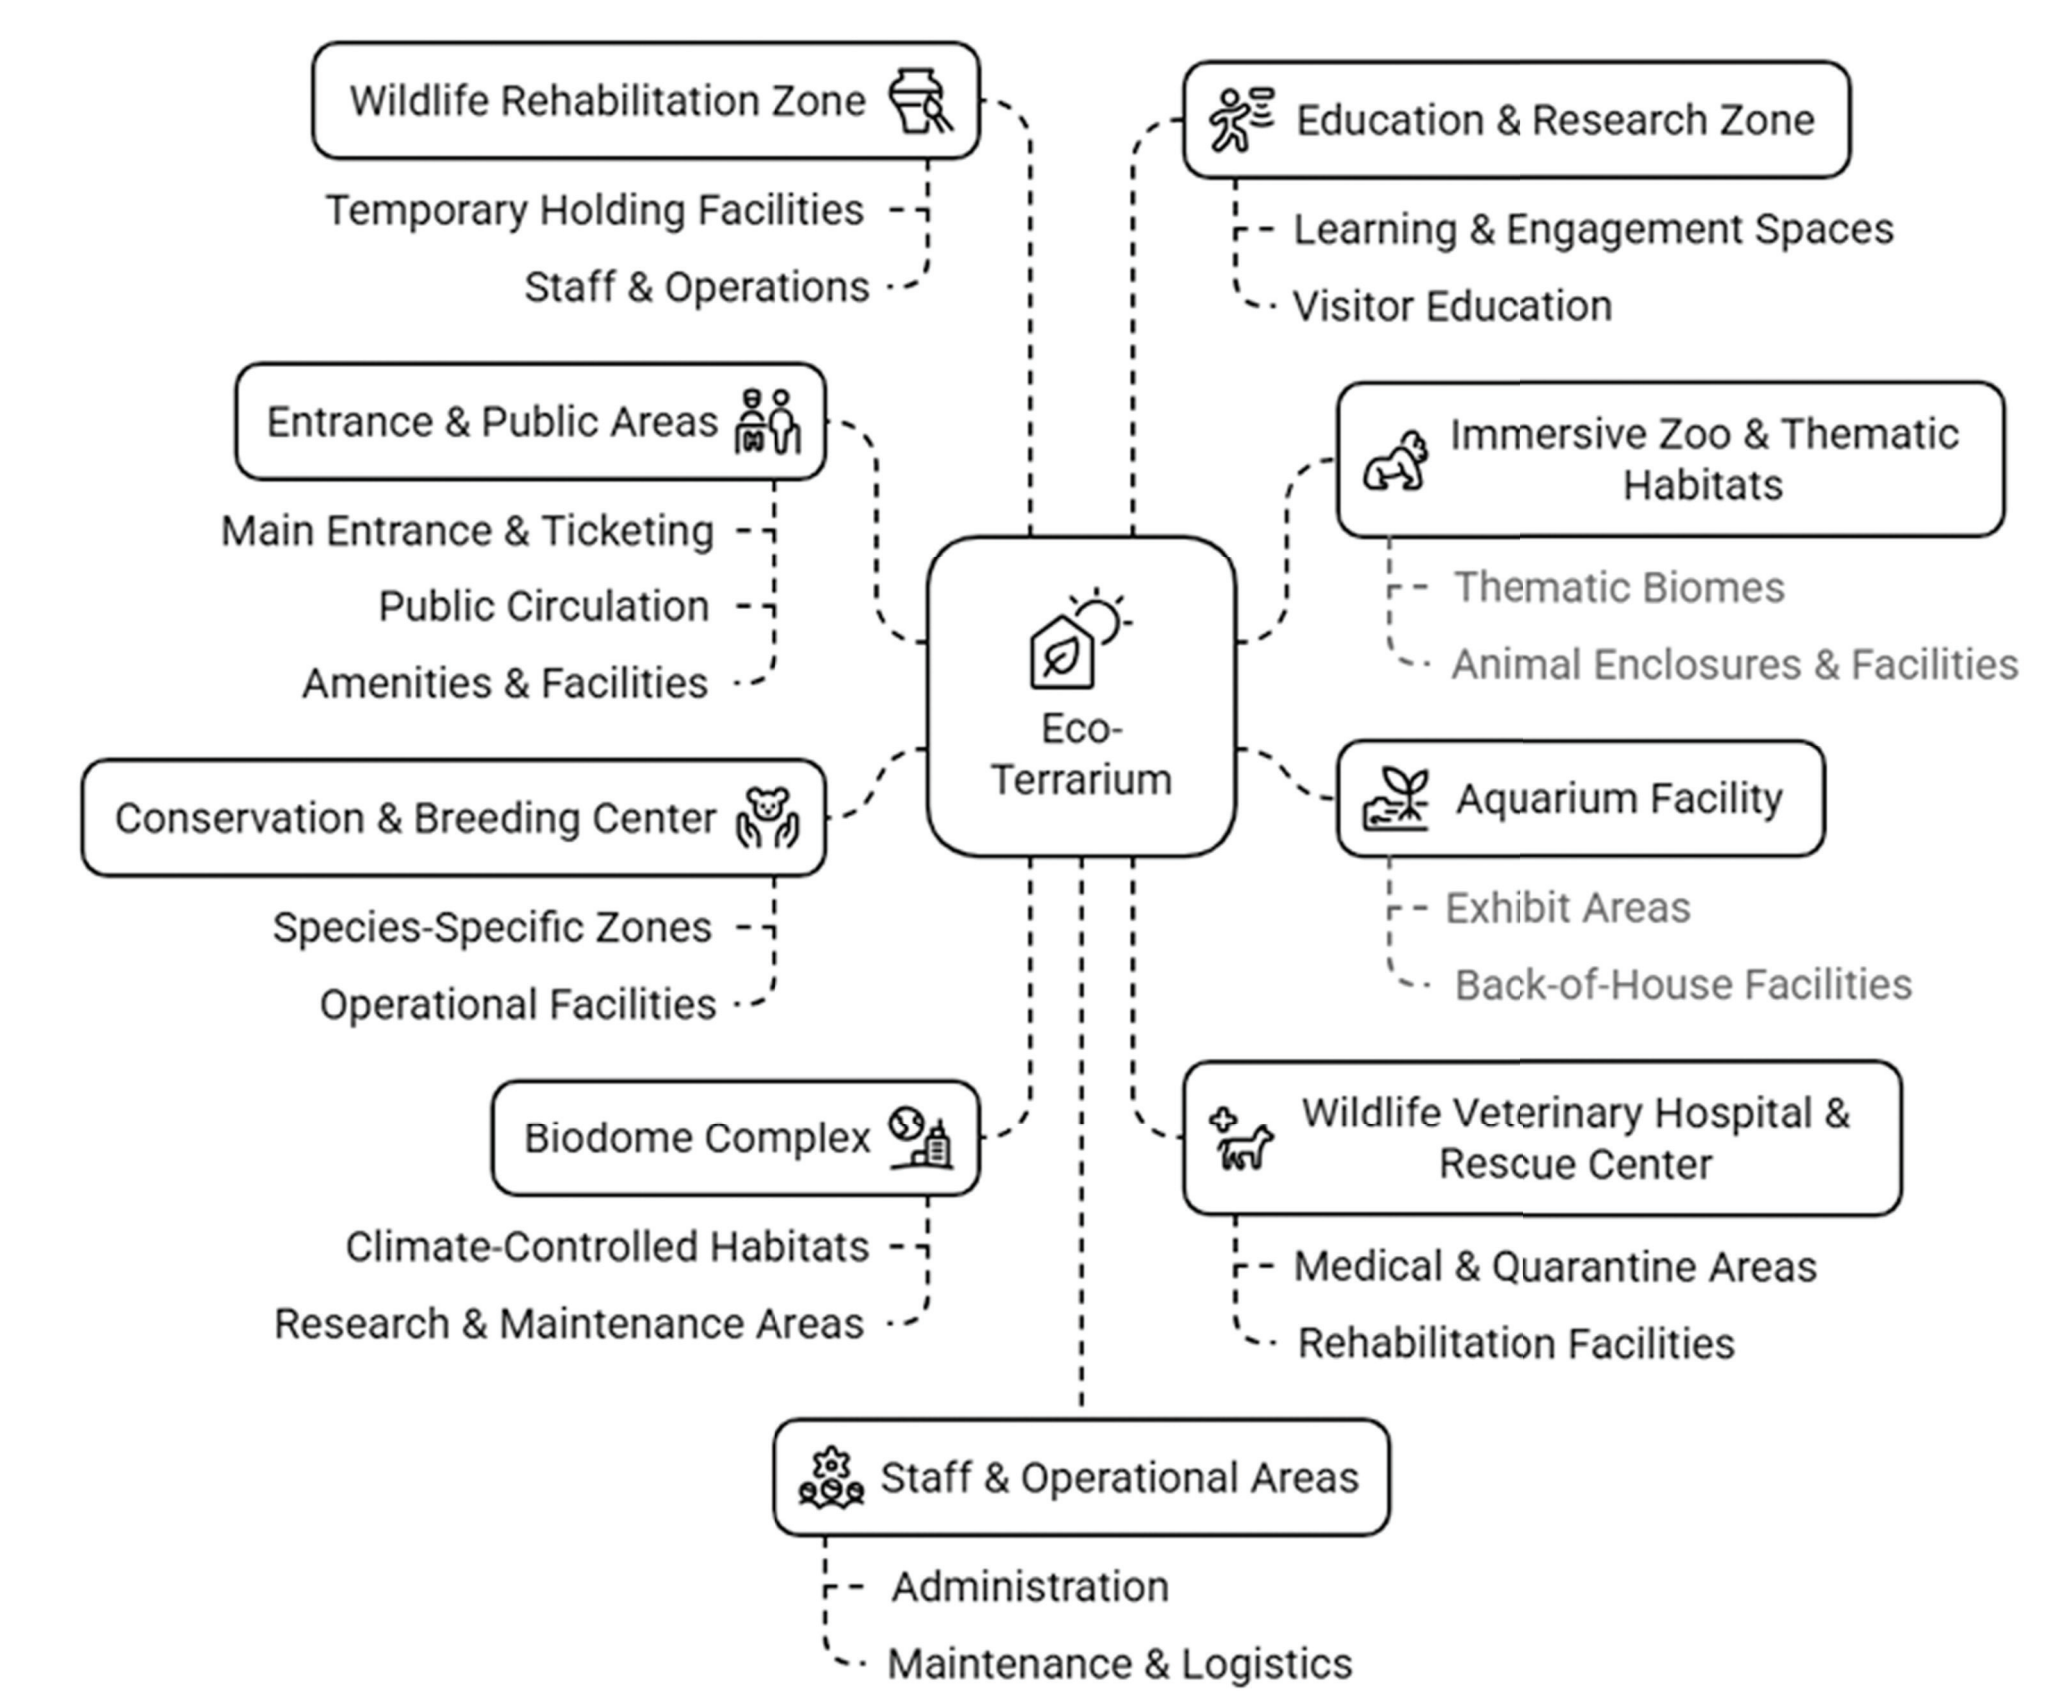 Wildlife Rehabilitation Zone
Temporary Holding Facilities
Staff & Operations
Education & Research Zone
Learning & Engagement Spaces
Visitor Education
Entrance & Public Areas
Main Entrance & Ticketing
Public Circulation
Amenities & Facilities
Immersive Zoo & Thematic
Habitats
Thematic Biomes
Animal Enclosures & Facilities
Eco-
Terrarium
Conservation & Breeding Center
Species-Specific Zones
Operational Facilities
Aquarium Facility
Exhibit Areas
Back-of-House Facilities
Biodome Complex
Climate-Controlled Habitats
Research & Maintenance Areas
Wildlife Veterinary Hospital &
Rescue Center
Medical & Quarantine Areas
Rehabilitation Facilities
Staff & Operational Areas
Administration
Maintenance & Logistics